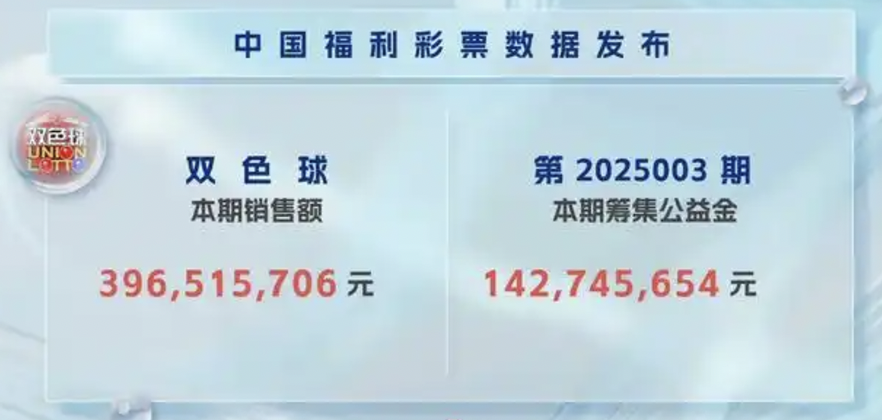 中国福利彩票数据发布
双色球
UNION
LOTTO
双色球
本期销售额
396,515,706 元
第 2025003 期
本期筹集公益金
142,745,654 元